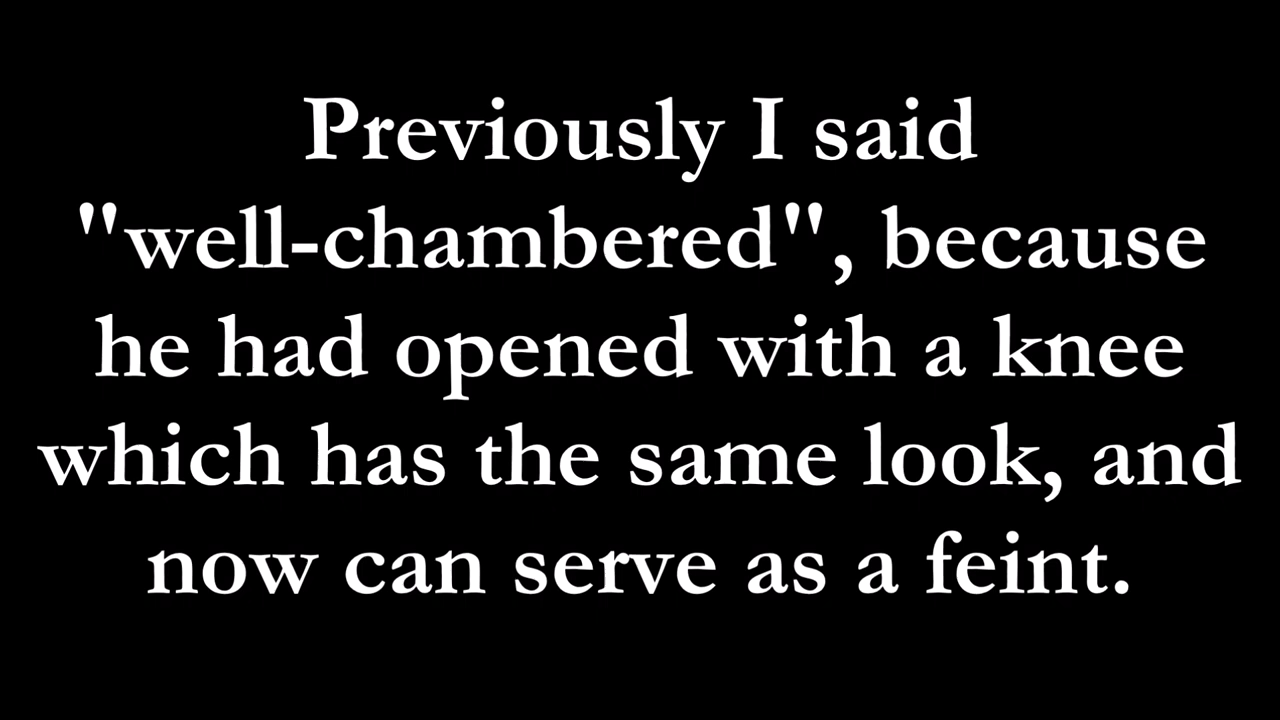 Previously I said
"well-chambered", because
he had opened with a knee
which has the same look, and
now can serve as a feint.